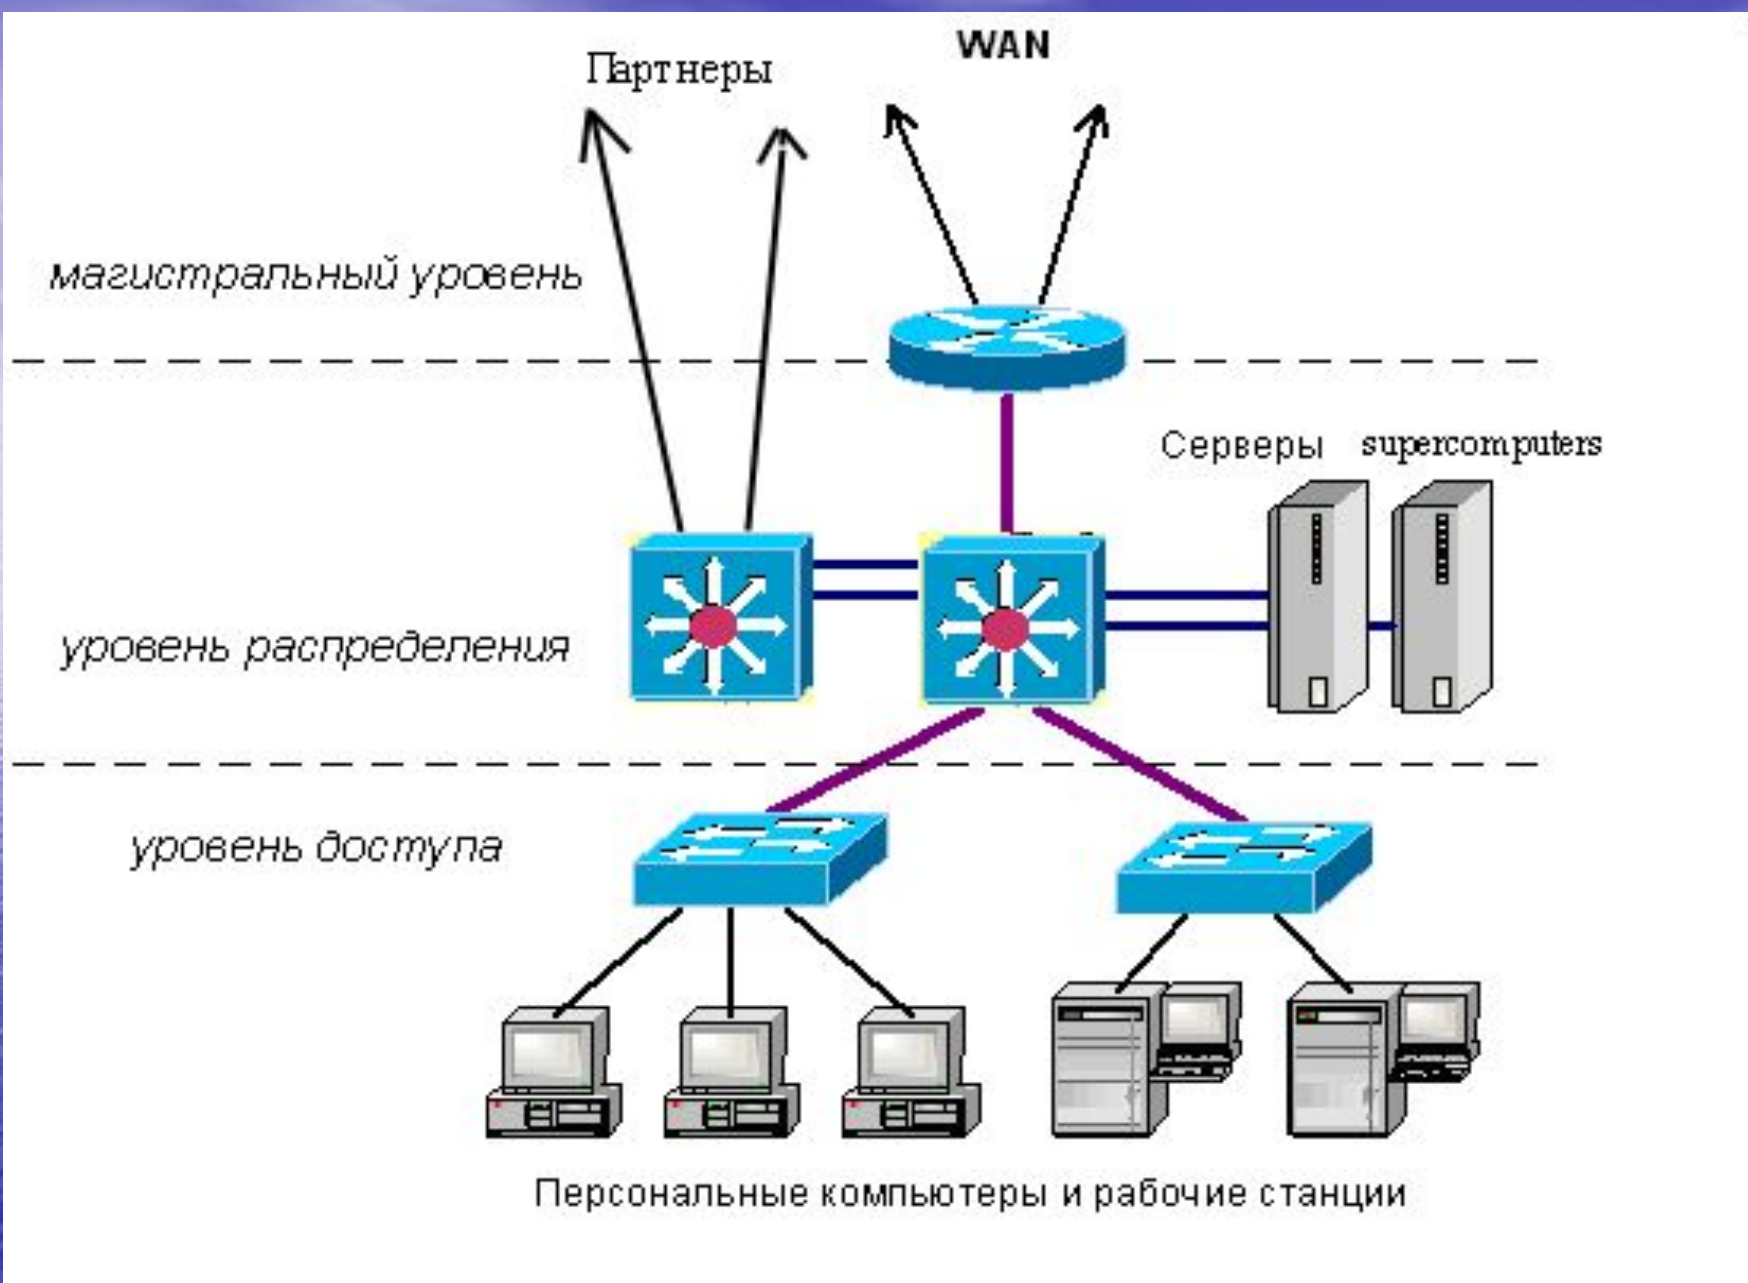 WAN
Партнеры
магистральный уровень
Серверы supercomputers
уровень распределения
уровень доступа
Персональные компьютеры и рабочие станции